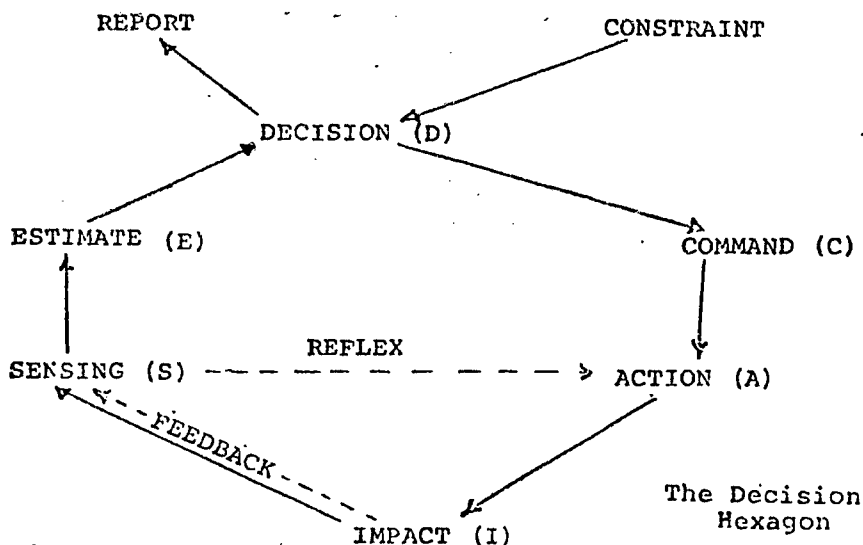 REPORT
CONSTRAINT
DECISION (D)
ESTIMATE (E)
COMMAND (C)
REFLEX
SENSING (S)
ACTION (A)
FEEDBACK
The Decision
Hexagon
IMPACT (I)